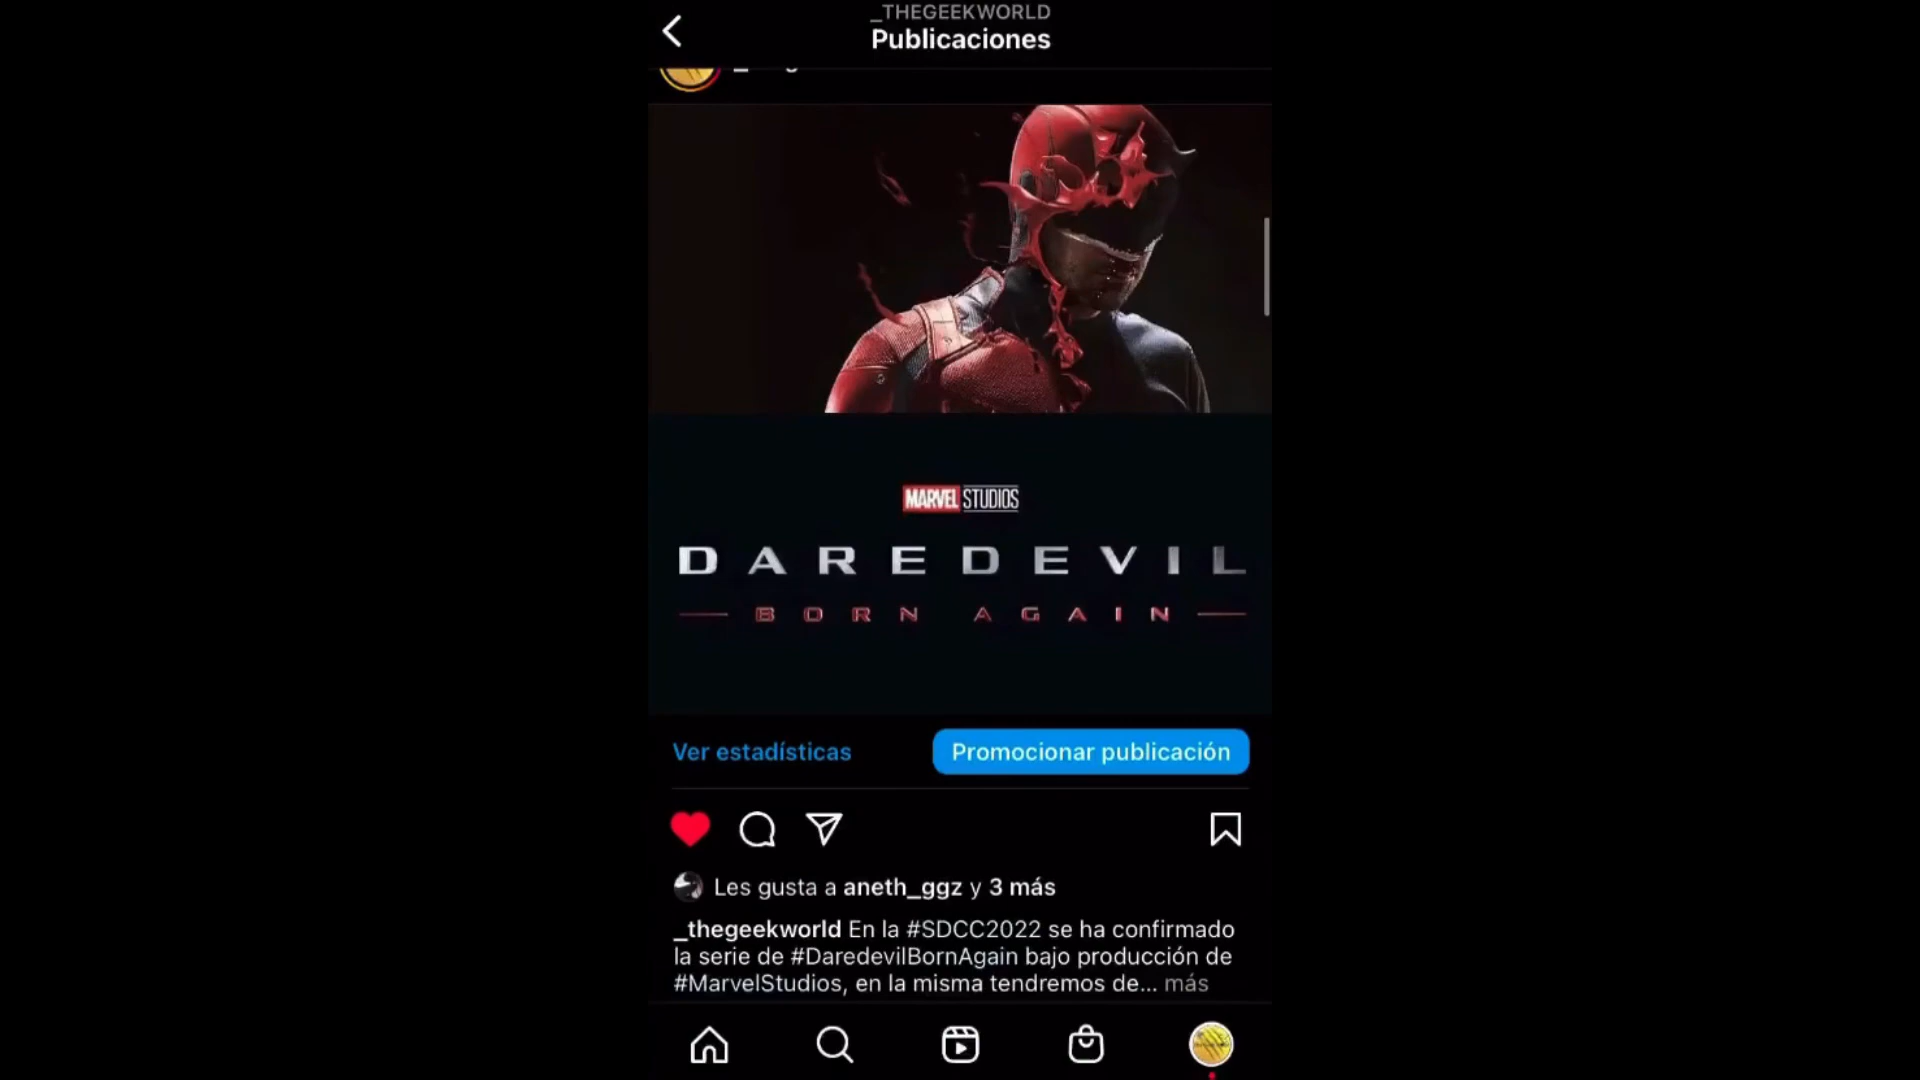 _THEGEEKWORLD
Publicaciones
MARVEL STUDIOS
DAREDEVIL
BORN AGAIN
Ver estadísticas
Promocionar publicación
Les gusta a aneth_ggz y 3 más
_thegeekworld En la #SDCC2022 se ha confirmado
la serie de #DaredevilBornAgain bajo producción de
#MarvelStudios, en la misma tendremos de... más